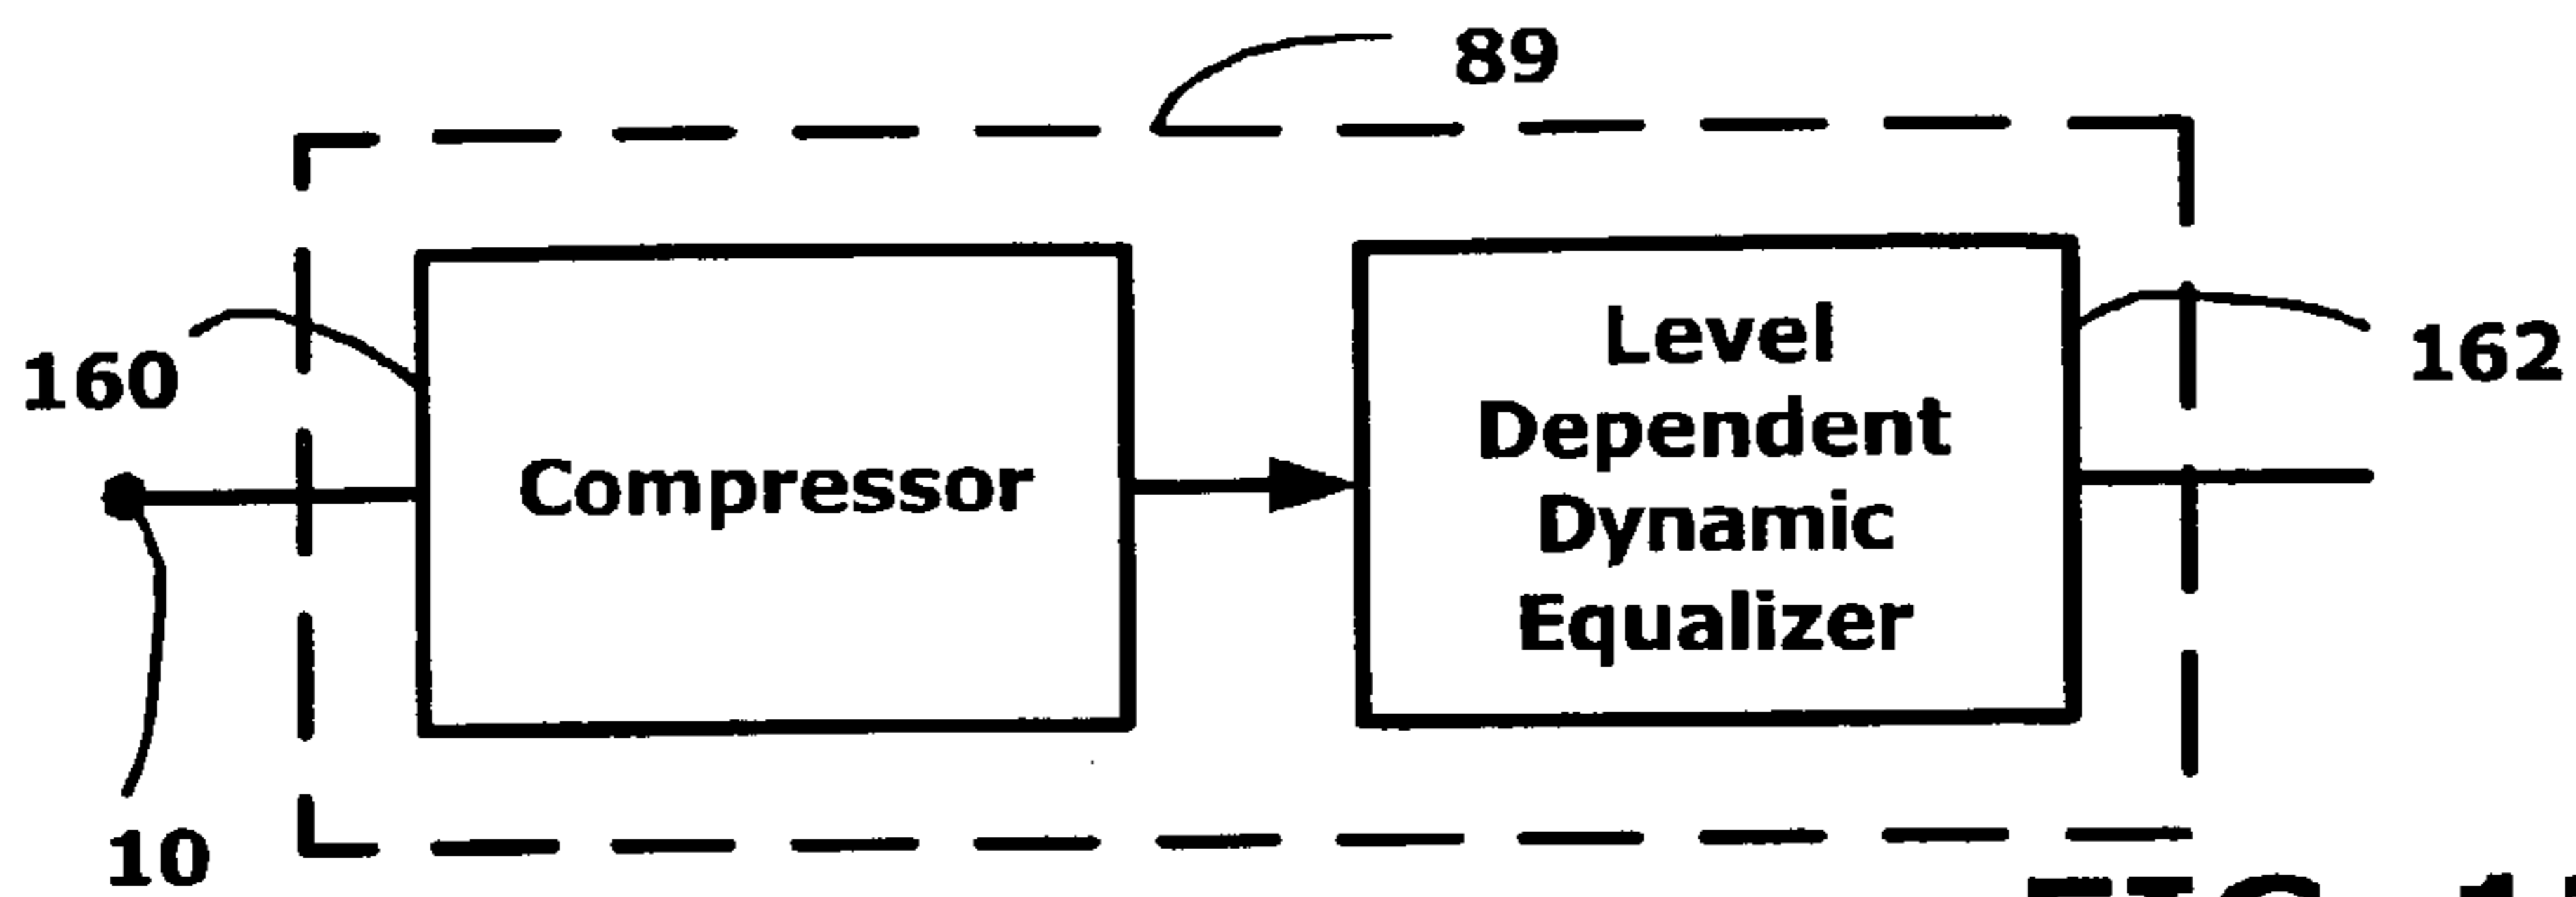 89
160
Compressor
Level
Dependent
Dynamic
Equalizer
162
10